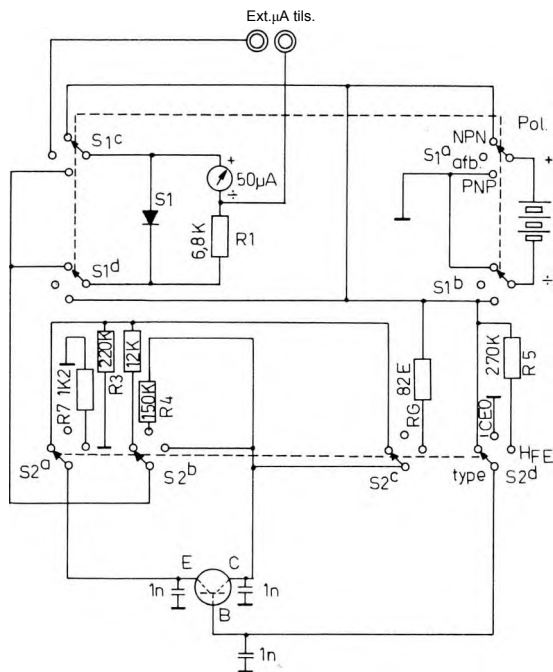 Ext.µA tils.
Pol.
NPN
S1ᶜ
S1ᵃ
afb°
+
+
50µA
PNP
S1
÷
6,8K
R1
S1ᵈ
S1ᵇ
÷
R7
1K2
220K
R3
12K
150K
R4
82E
RG
270K
R5
ICEO
HFE
S2ᵃ
S2ᵇ
S2ᶜ
type
S2ᵈ
E
C
1n
1n
B
1n